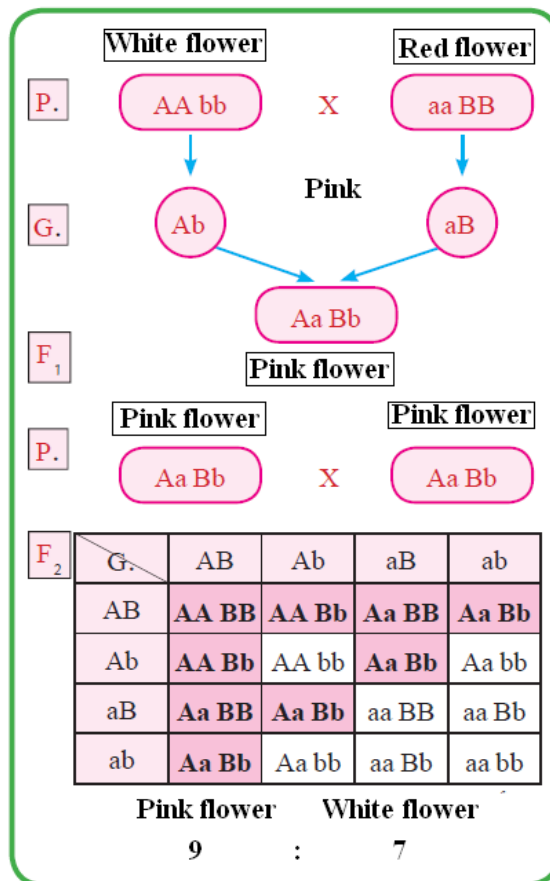 White flower Red flower
P. AA bb X aa BB
Pink
G. Ab aB
Aa Bb
F1
Pink flower
Pink flower Pink flower
P. Aa Bb X Aa Bb
F2 G. AB Ab aB ab
AB AA BB AA Bb Aa BB Aa Bb
Ab AA Bb AA bb Aa Bb Aa bb
aB Aa BB Aa Bb aa BB aa Bb
ab Aa Bb Aa bb aa Bb aa bb
Pink flower White flower
9 : 7